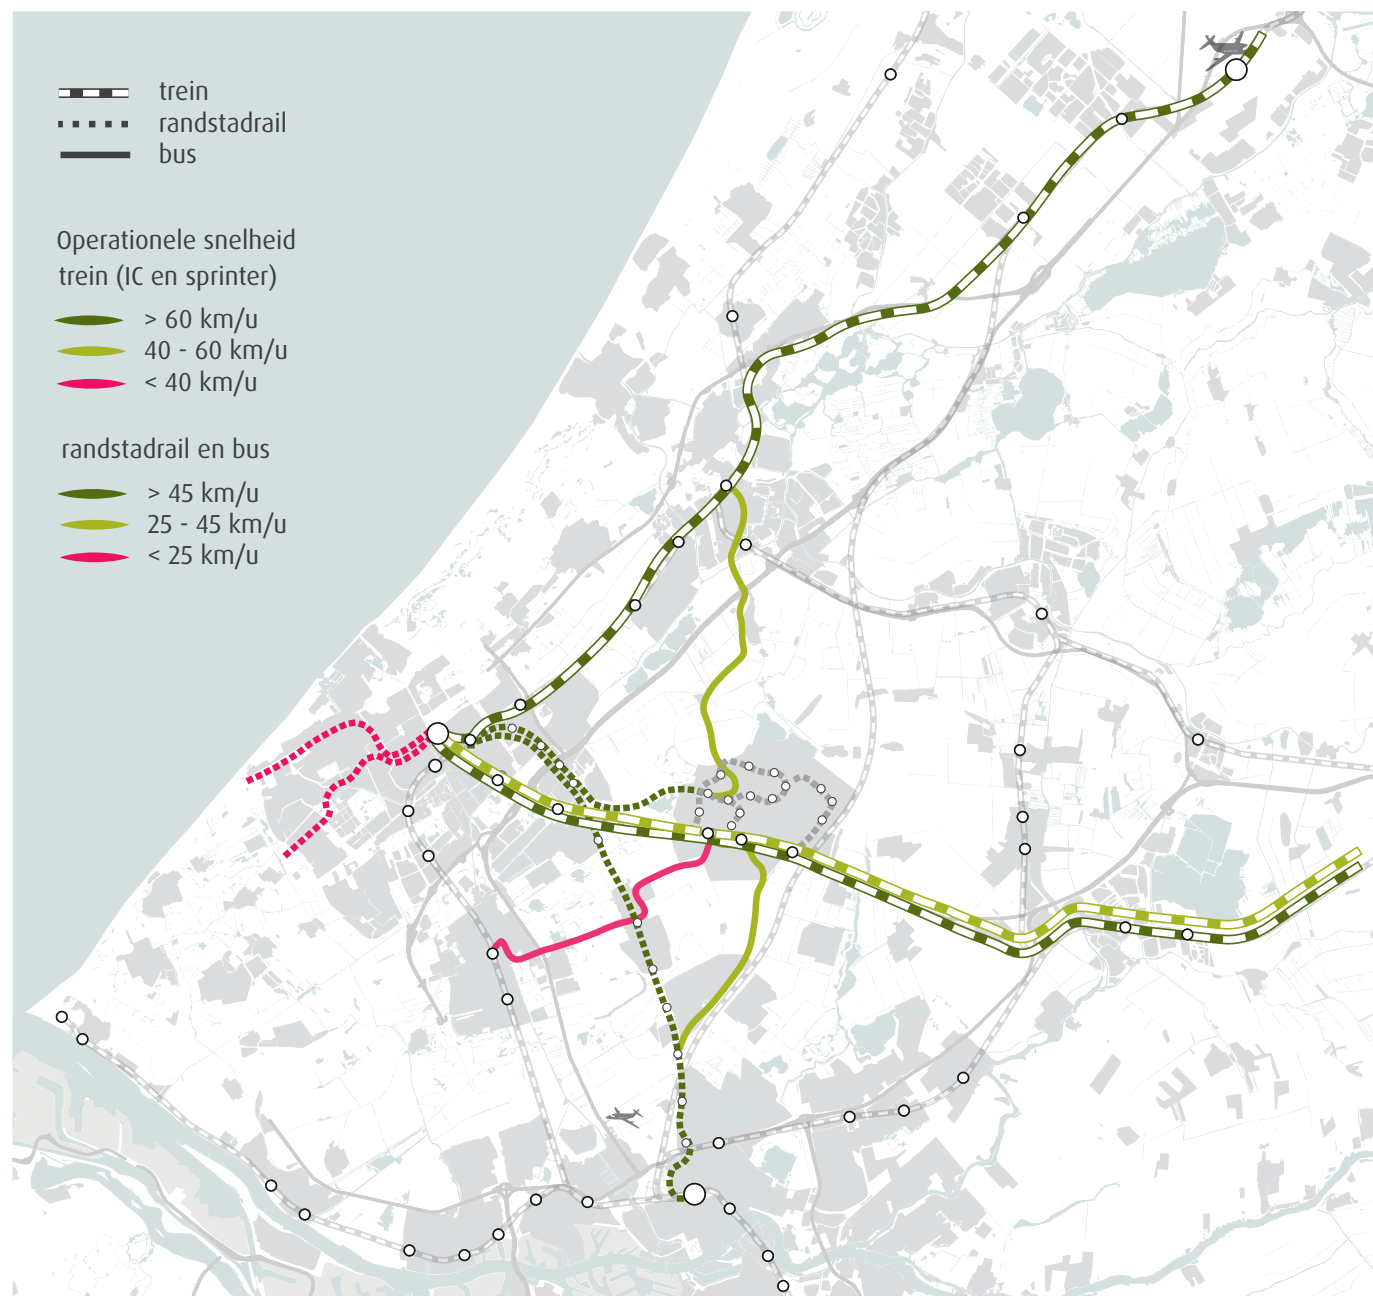 trein
randstadrail
bus
Operationele snelheid
trein (IC en sprinter)
> 60 km/u
40 - 60 km/u
< 40 km/u
randstadrail en bus
> 45 km/u
25 - 45 km/u
< 25 km/u